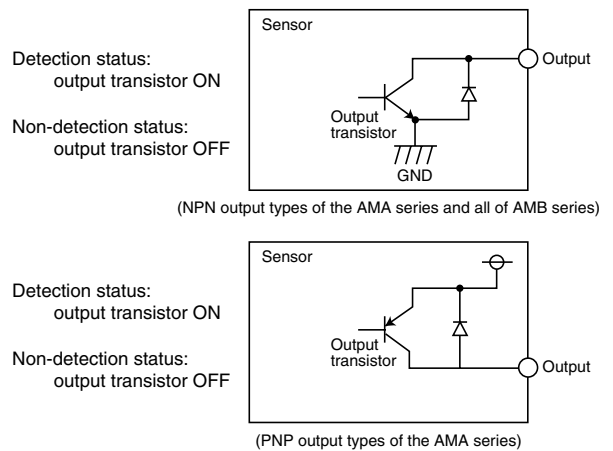 Sensor
Detection status:
output transistor ON
Non-detection status:
output transistor OFF
Output
Output
transistor
GND
(NPN output types of the AMA series and all of AMB series)
Sensor
Detection status:
output transistor ON
Non-detection status:
output transistor OFF
Output
transistor
Output
(PNP output types of the AMA series)